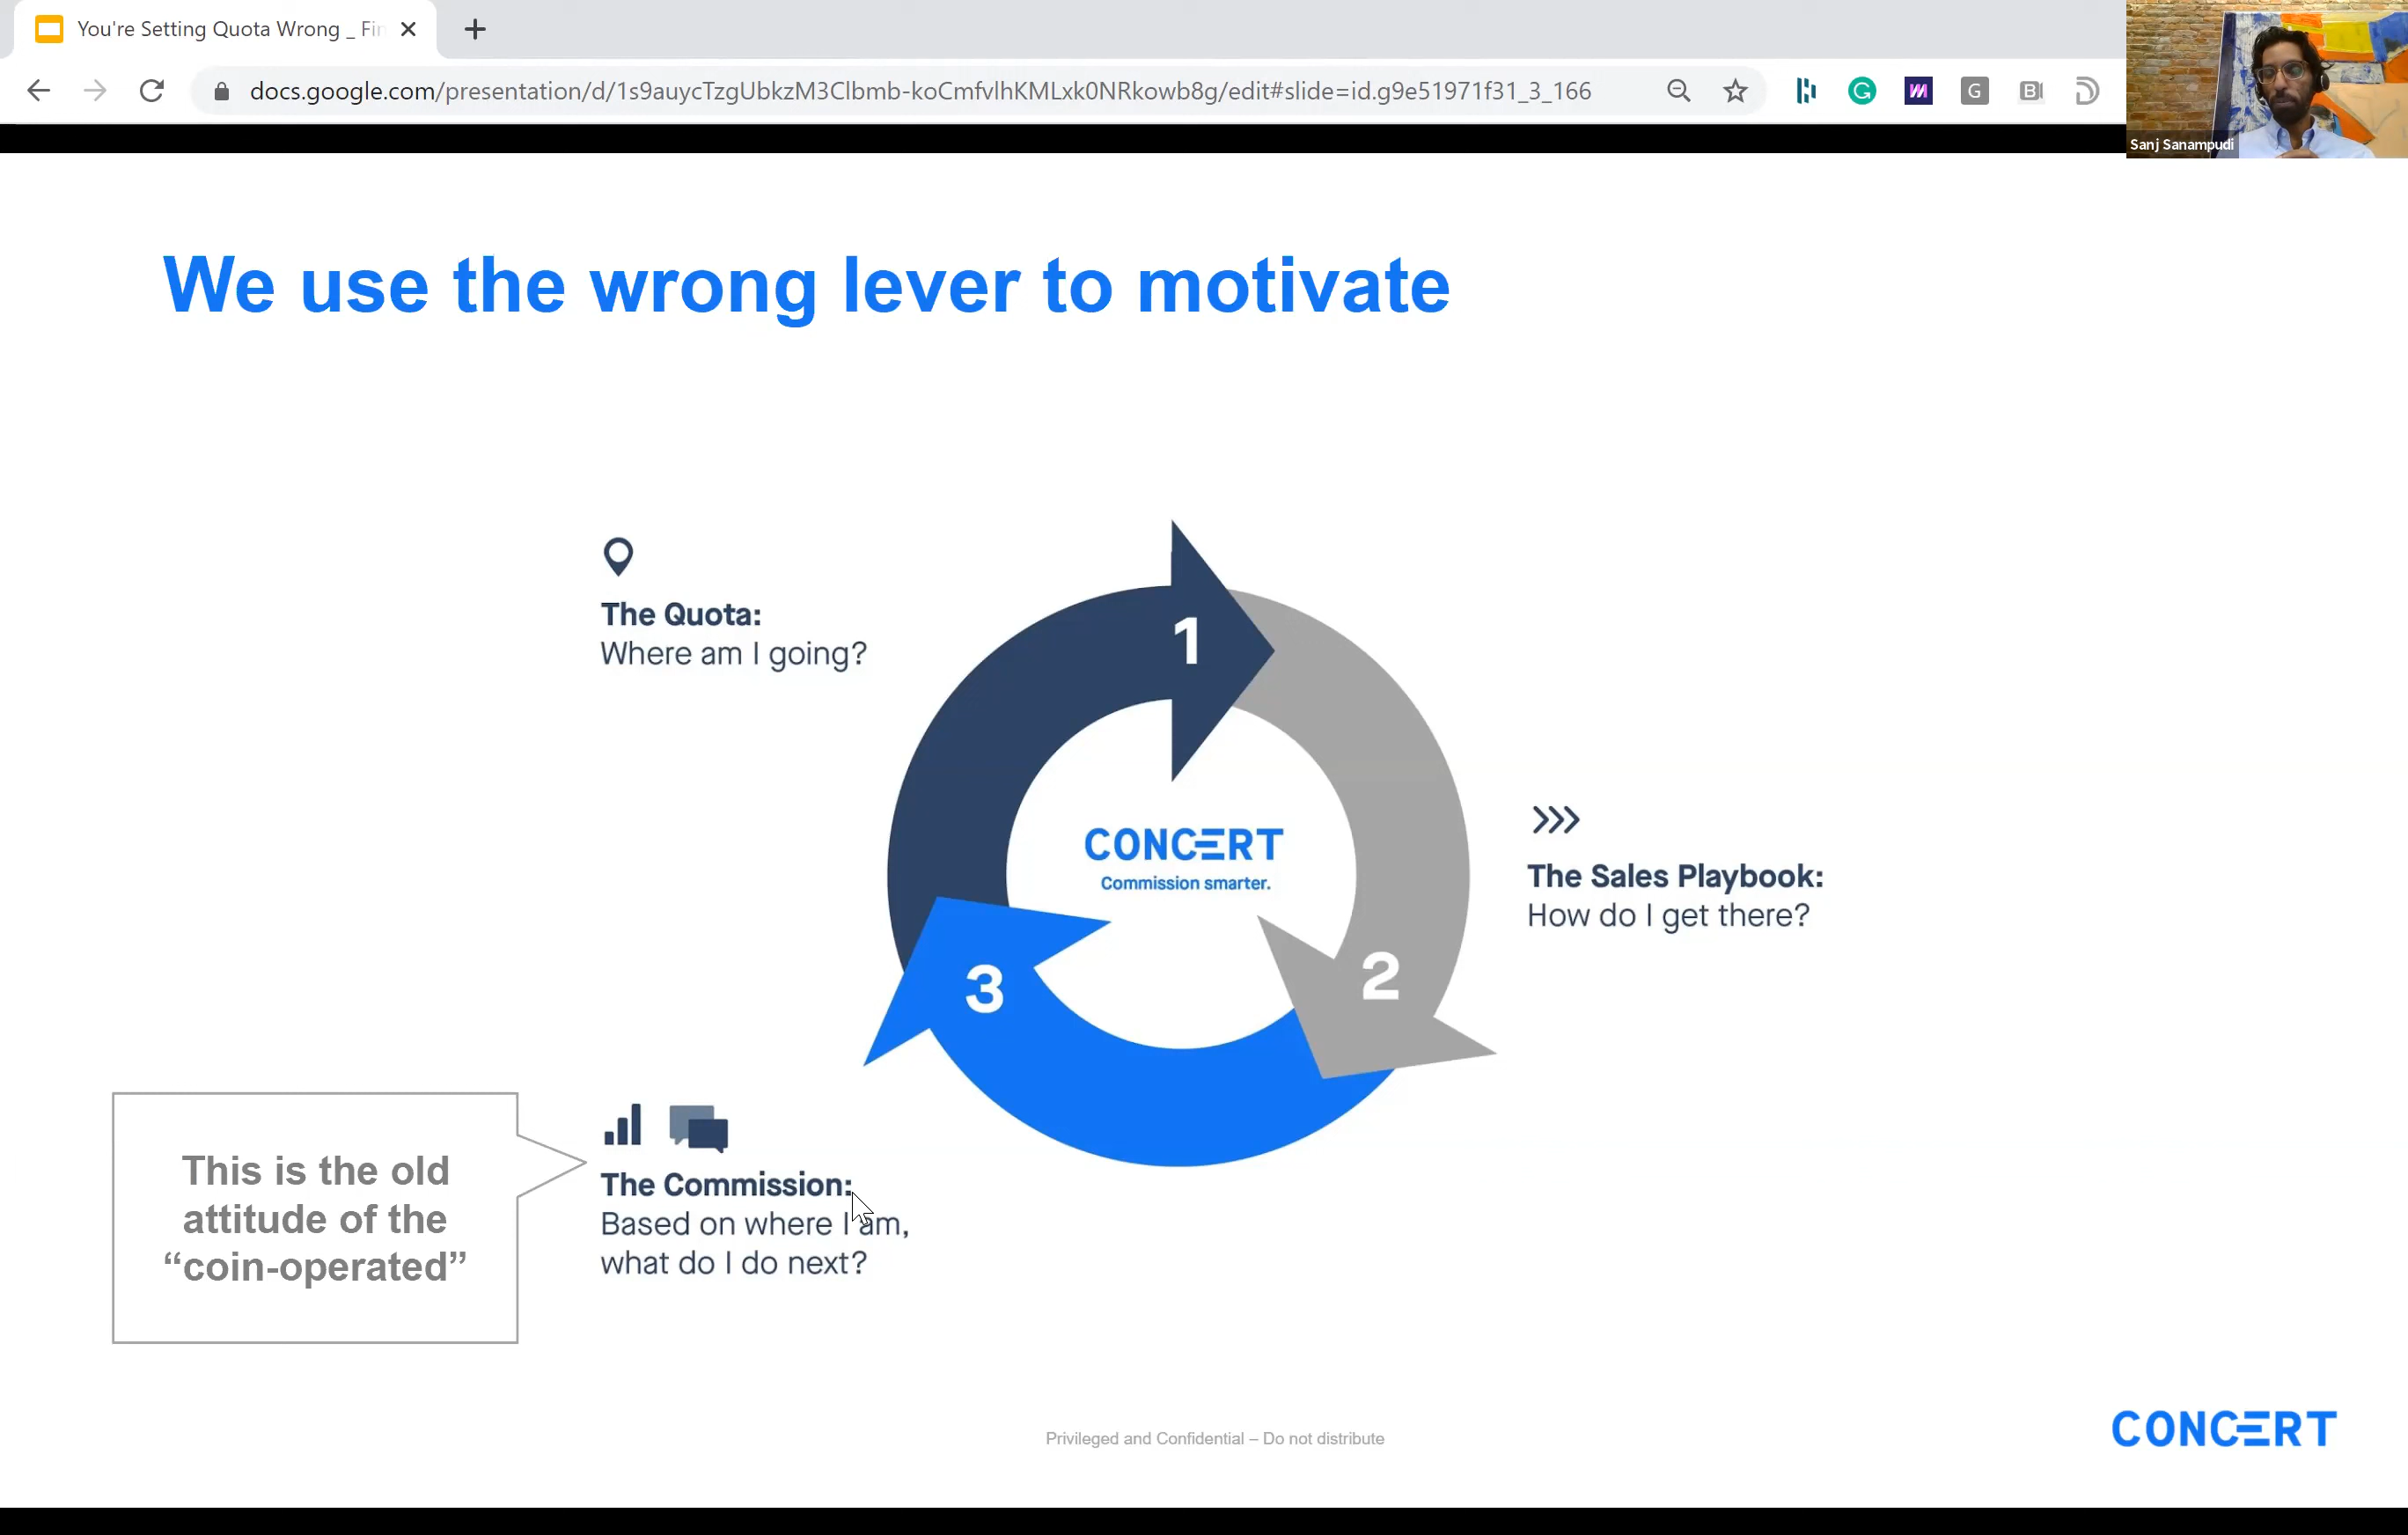 You're Setting Quota Wrong _ Fin
docs.google.com/presentation/d/1s9auycTzgUbkzM3Clbmb-koCmfvlhKMLxk0NRkowb8g/edit#slide=id.g9e51971f31_3_166
Sanj Sanampudi
We use the wrong lever to motivate
The Quota:
Where am I going?
1
CONCERT
Commission smarter.
The Sales Playbook:
How do I get there?
2
3
This is the old
attitude of the
“coin-operated”
The Commission:
Based on where I am,
what do I do next?
Privileged and Confidential – Do not distribute
CONCERT